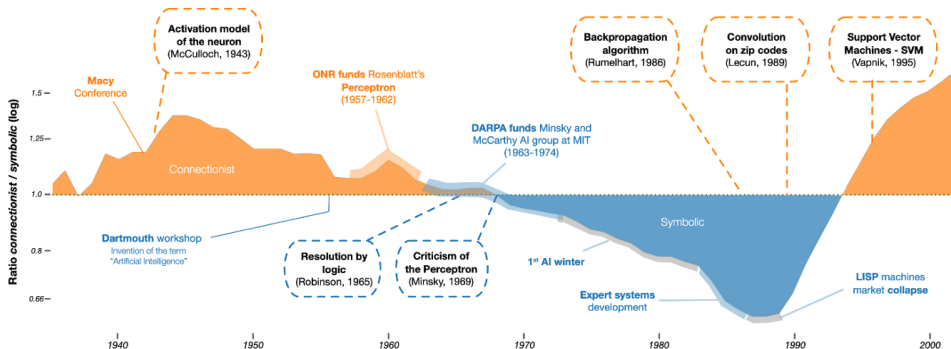 Activation model
of the neuron
(McCulloch, 1943)
Macy
Conference
ONR funds Rosenblatt's
Perceptron
(1957-1962)
Backpropagation
algorithm
(Rumelhart, 1986)
Convolution
on zip codes
(Lecun, 1989)
Support Vector
Machines - SVM
(Vapnik, 1995)
DARPA funds Minsky and
McCarthy AI group at MIT
(1963-1974)
Ratio connectionist / symbolic (log)
1.5
1.25
1.0
0.8
0.66
Connectionist
Symbolic
Dartmouth workshop
Invention of the term
"Artificial Intelligence"
Resolution by
logic
(Robinson, 1965)
Criticism of
the Perceptron
(Minsky, 1969)
1st AI winter
Expert systems
development
LISP machines
market collapse
1940
1950
1960
1970
1980
1990
2000